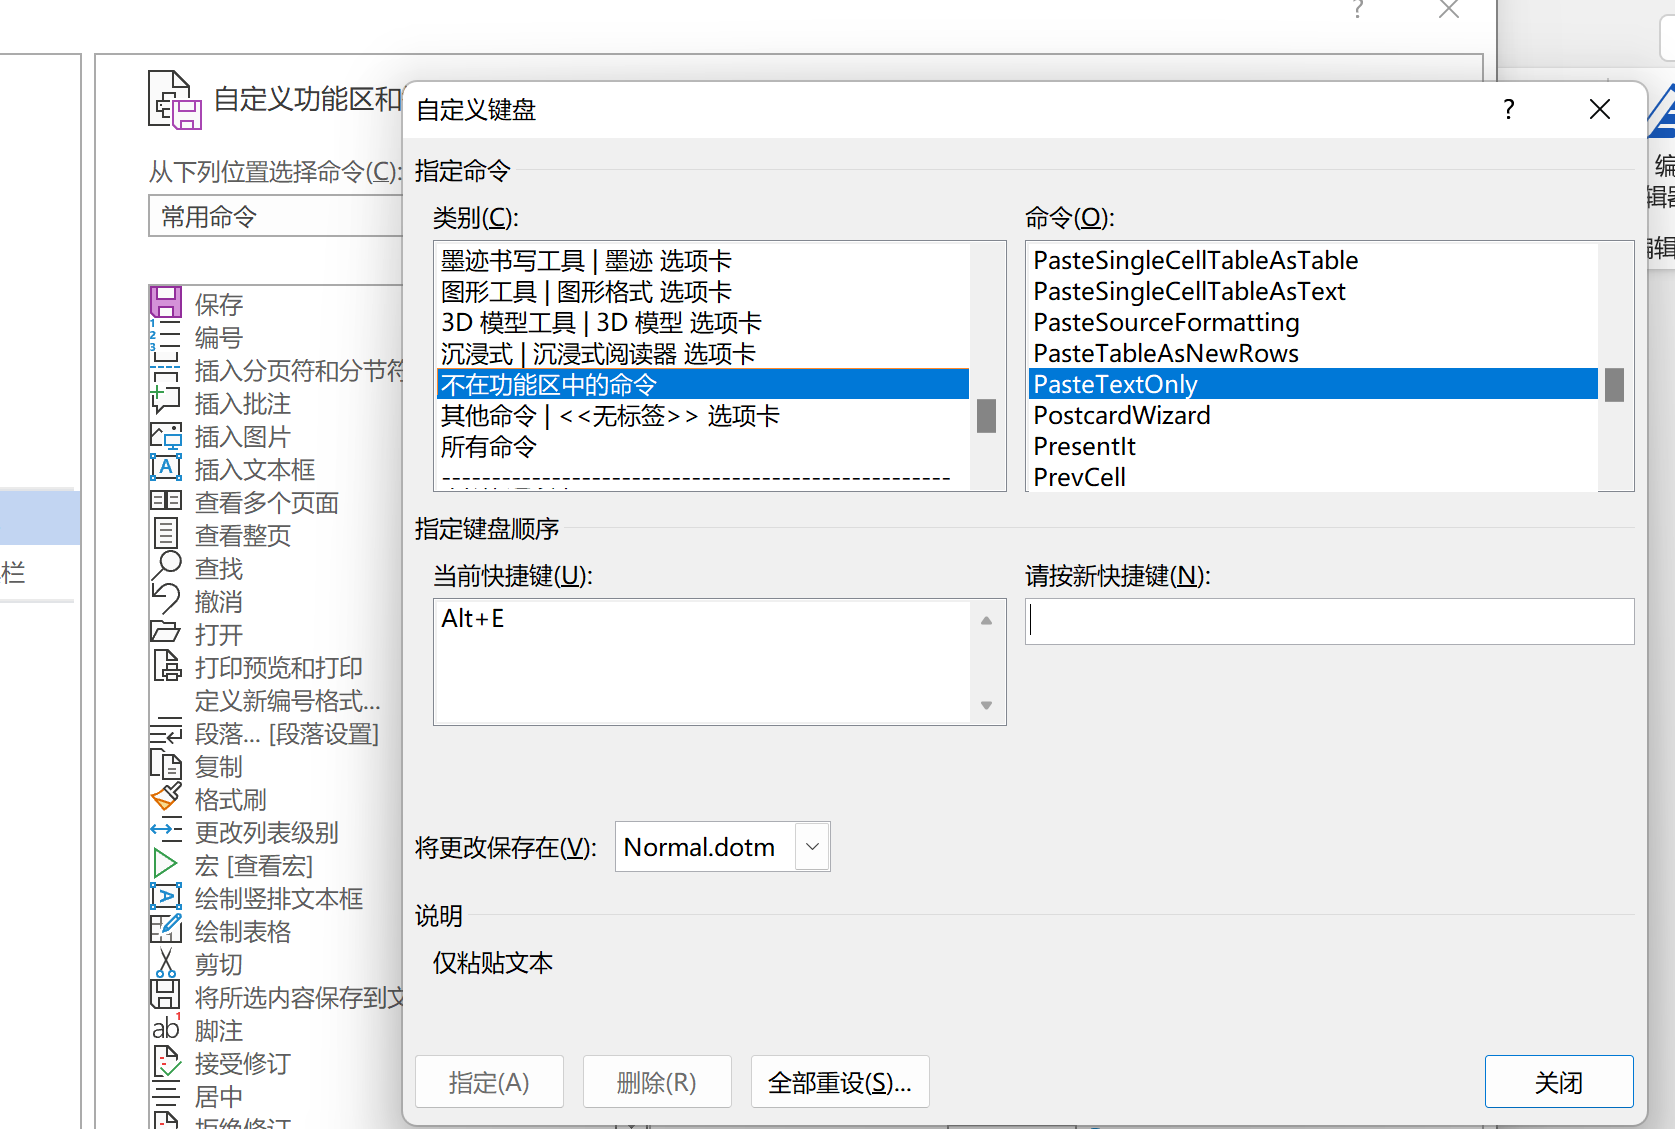 ?
自定义功能区和
从下列位置选择命令(C):
常用命令
保存
编号
插入分页符和分节符
插入批注
插入图片
插入文本框
查看多个页面
查看整页
查找
撤消
打开
打印预览和打印
定义新编号格式...
段落... [段落设置]
复制
格式刷
更改列表级别
宏 [查看宏]
绘制竖排文本框
绘制表格
剪切
将所选内容保存到文
脚注
接受修订
居中
拒绝修订
栏
自定义键盘
?
指定命令
类别(C):
墨迹书写工具 | 墨迹 选项卡
图形工具 | 图形格式 选项卡
3D 模型工具 | 3D 模型 选项卡
沉浸式 | 沉浸式阅读器 选项卡
不在功能区中的命令
其他命令 | <<无标签>> 选项卡
所有命令
---------------------------------------------------
命令(O):
PasteSingleCellTableAsTable
PasteSingleCellTableAsText
PasteSourceFormatting
PasteTableAsNewRows
PasteTextOnly
PostcardWizard
PresentIt
PrevCell
指定键盘顺序
当前快捷键(U):
Alt+E
请按新快捷键(N):
将更改保存在(V):
Normal.dotm
说明
仅粘贴文本
指定(A)
删除(R)
全部重设(S)...
关闭
编
辑器
编辑